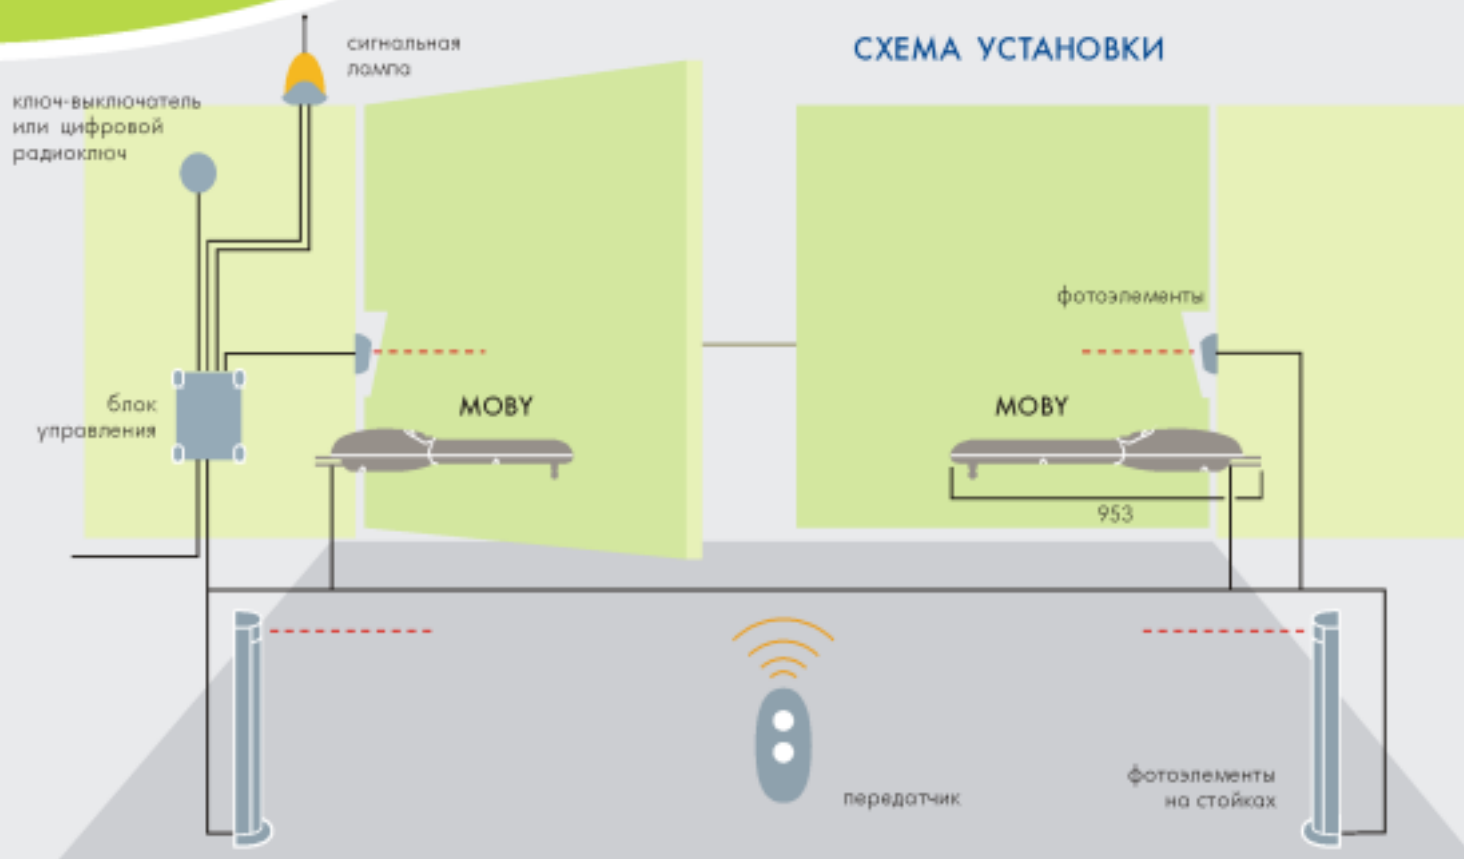 СХЕМА УСТАНОВКИ
сигнальная
лампа
ключ-выключатель
или цифровой
радиоключ
фотоэлементы
блок
управления
MOBY
MOBY
953
передатчик
фотоэлементы
на стойках